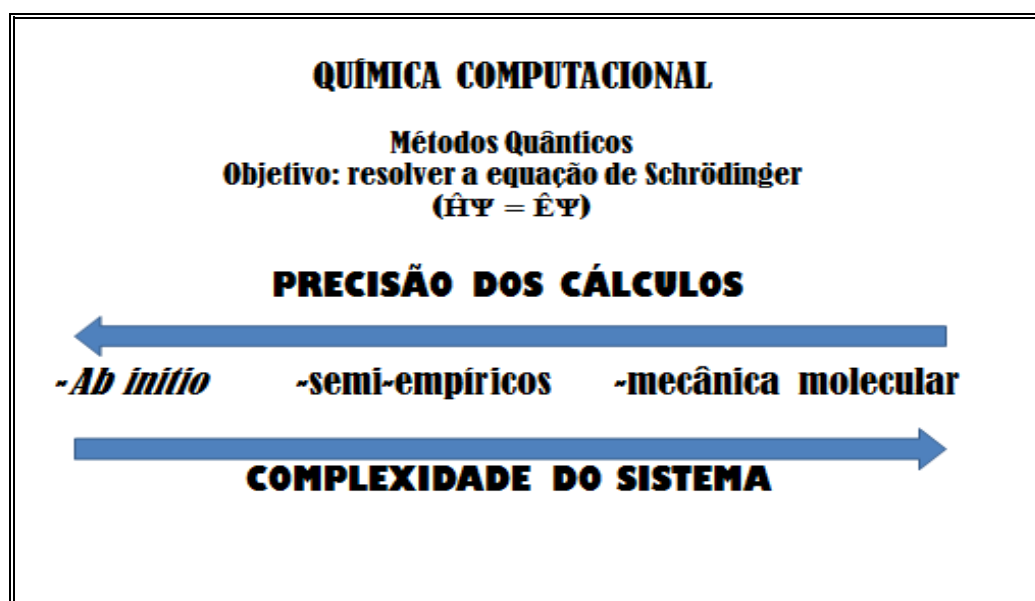 QUÍMICA COMPUTACIONAL
Métodos Quânticos
Objetivo: resolver a equação de Schrödinger
(ĤΨ = ÊΨ)
PRECISÃO DOS CÁLCULOS
-Ab initio -semi-empíricos -mecânica molecular
COMPLEXIDADE DO SISTEMA